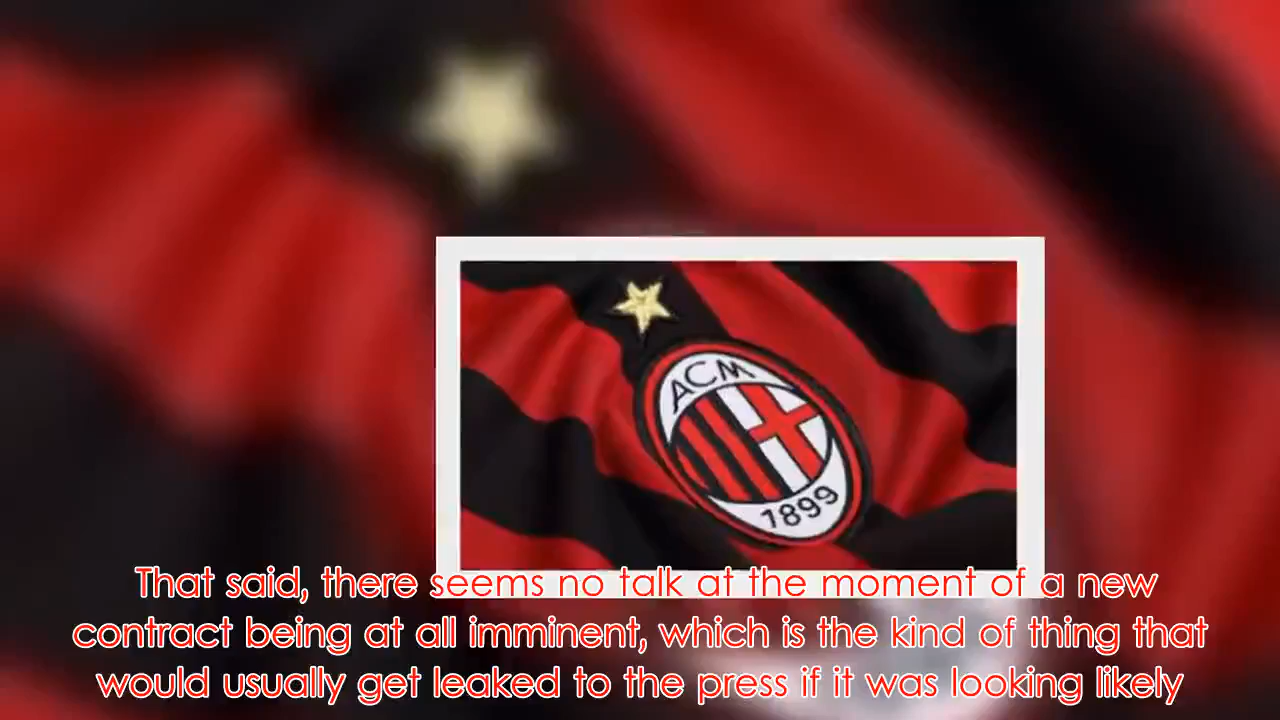 ACM
1899
That said, there seems no talk at the moment of a new
contract being at all imminent, which is the kind of thing that
would usually get leaked to the press if it was looking likely